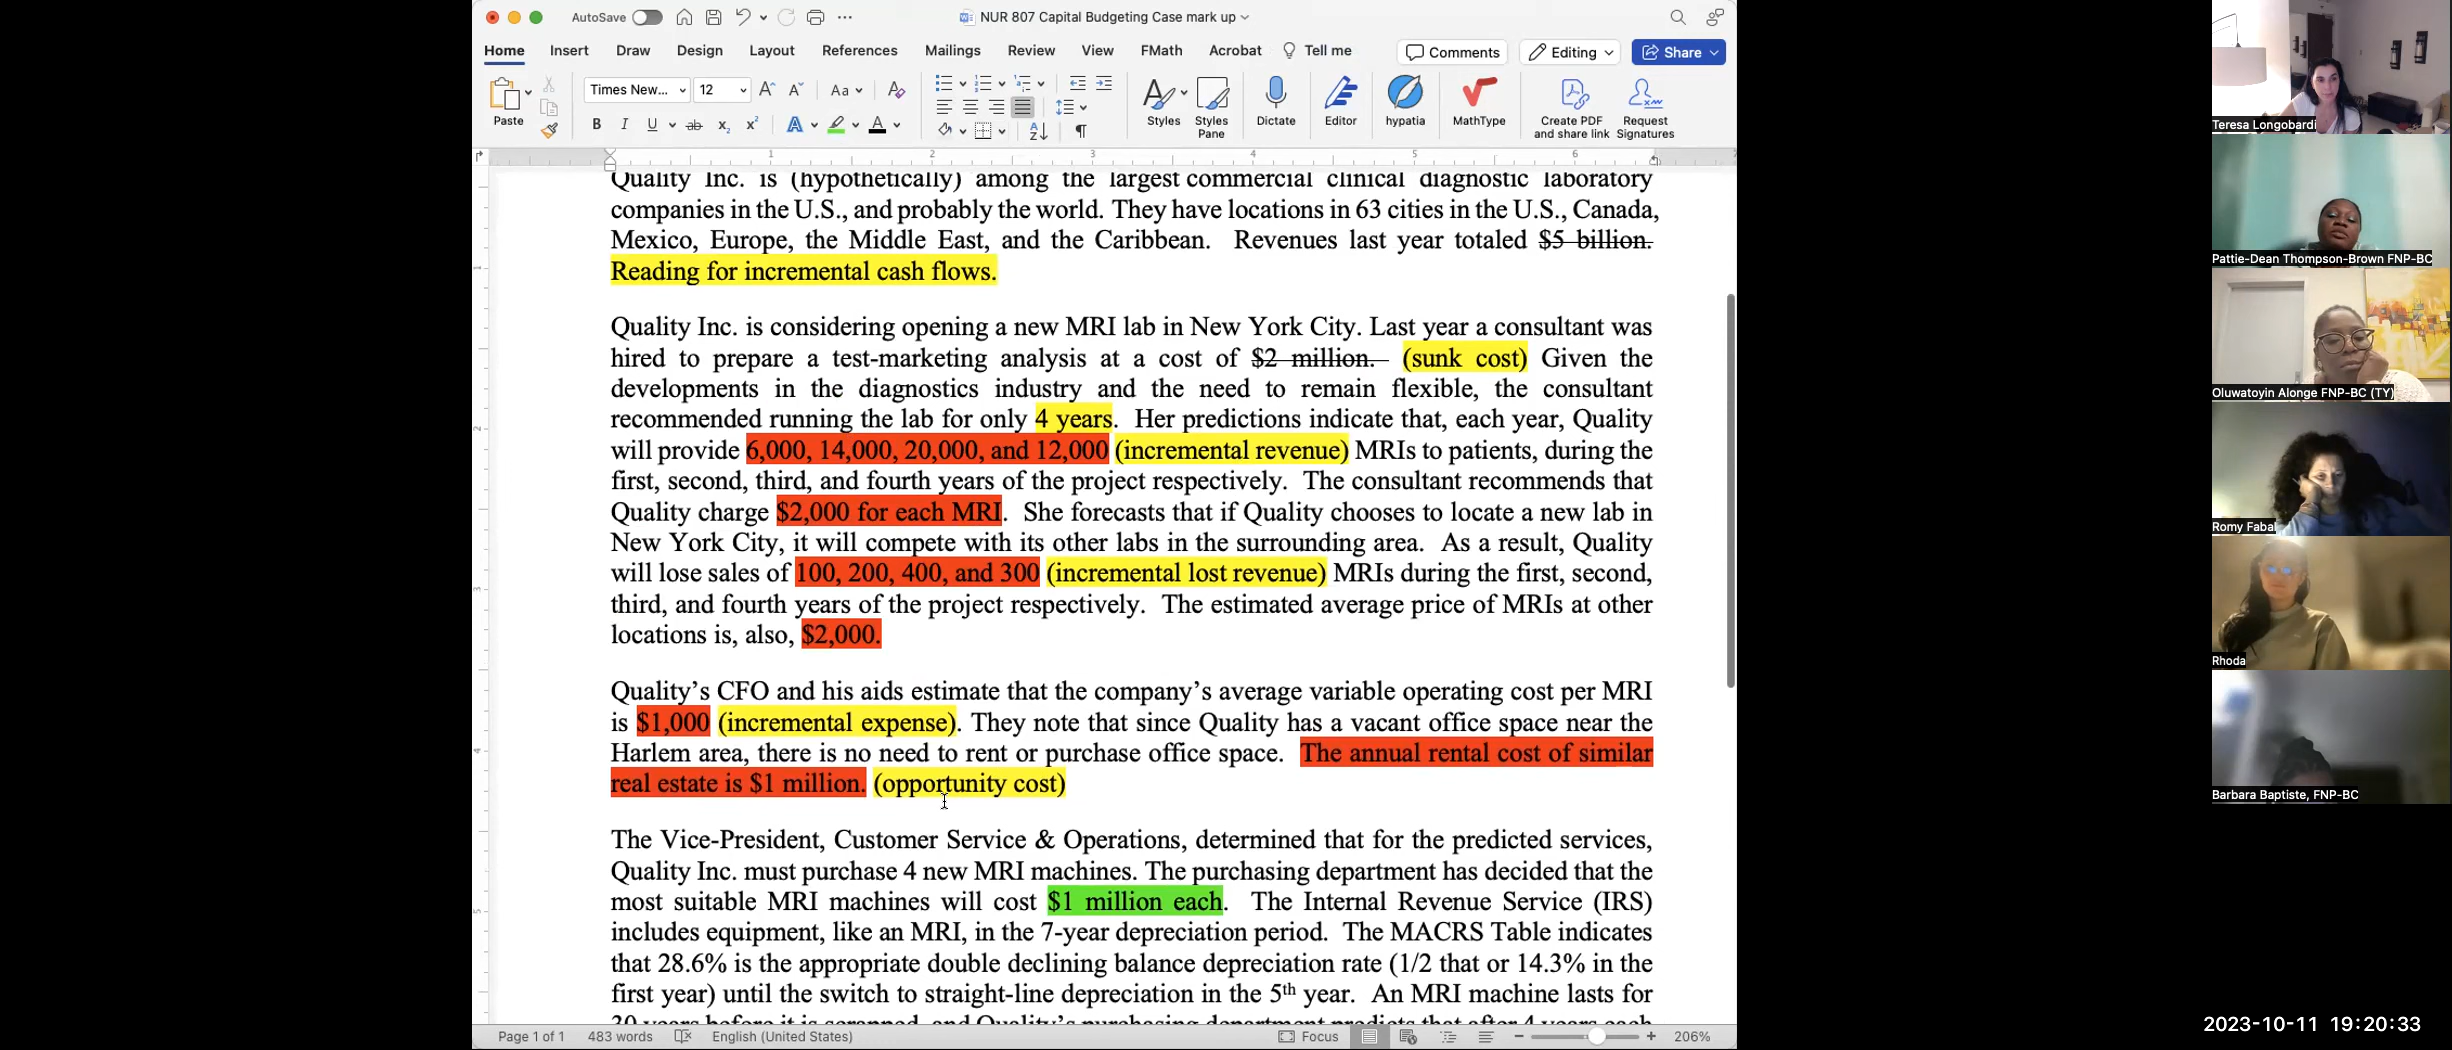 AutoSave
NUR 807 Capital Budgeting Case mark up
Home Insert Draw Design Layout References Mailings Review View FMath Acrobat Tell me
Comments Editing Share
Paste
Times New... 12
Styles Styles Pane Dictate Editor hypatia MathType Create PDF and share link Request Signatures
1 2 3 4 5 6
Quality Inc. is (hypothetically) among the largest commercial clinical diagnostic laboratory
companies in the U.S., and probably the world. They have locations in 63 cities in the U.S., Canada,
Mexico, Europe, the Middle East, and the Caribbean. Revenues last year totaled $5 billion.
Reading for incremental cash flows.
Quality Inc. is considering opening a new MRI lab in New York City. Last year a consultant was
hired to prepare a test-marketing analysis at a cost of $2 million. (sunk cost) Given the
developments in the diagnostics industry and the need to remain flexible, the consultant
recommended running the lab for only 4 years. Her predictions indicate that, each year, Quality
will provide 6,000, 14,000, 20,000, and 12,000 (incremental revenue) MRIs to patients, during the
first, second, third, and fourth years of the project respectively. The consultant recommends that
Quality charge $2,000 for each MRI. She forecasts that if Quality chooses to locate a new lab in
New York City, it will compete with its other labs in the surrounding area. As a result, Quality
will lose sales of 100, 200, 400, and 300 (incremental lost revenue) MRIs during the first, second,
third, and fourth years of the project respectively. The estimated average price of MRIs at other
locations is, also, $2,000.
Quality's CFO and his aids estimate that the company's average variable operating cost per MRI
is $1,000 (incremental expense). They note that since Quality has a vacant office space near the
Harlem area, there is no need to rent or purchase office space. The annual rental cost of similar
real estate is $1 million. (opportunity cost)
The Vice-President, Customer Service & Operations, determined that for the predicted services,
Quality Inc. must purchase 4 new MRI machines. The purchasing department has decided that the
most suitable MRI machines will cost $1 million each. The Internal Revenue Service (IRS)
includes equipment, like an MRI, in the 7-year depreciation period. The MACRS Table indicates
that 28.6% is the appropriate double declining balance depreciation rate (1/2 that or 14.3% in the
first year) until the switch to straight-line depreciation in the 5th year. An MRI machine lasts for
30 years before it is scrapped, and Quality's purchasing department predicts that after 4 years each
Page 1 of 1 483 words English (United States) Focus 206%
Teresa Longobardi
Pattie-Dean Thompson-Brown FNP-BC
Oluwatoyin Alonge FNP-BC (TY)
Romy Fabal
Rhoda
Barbara Baptiste, FNP-BC
2023-10-11 19:20:33